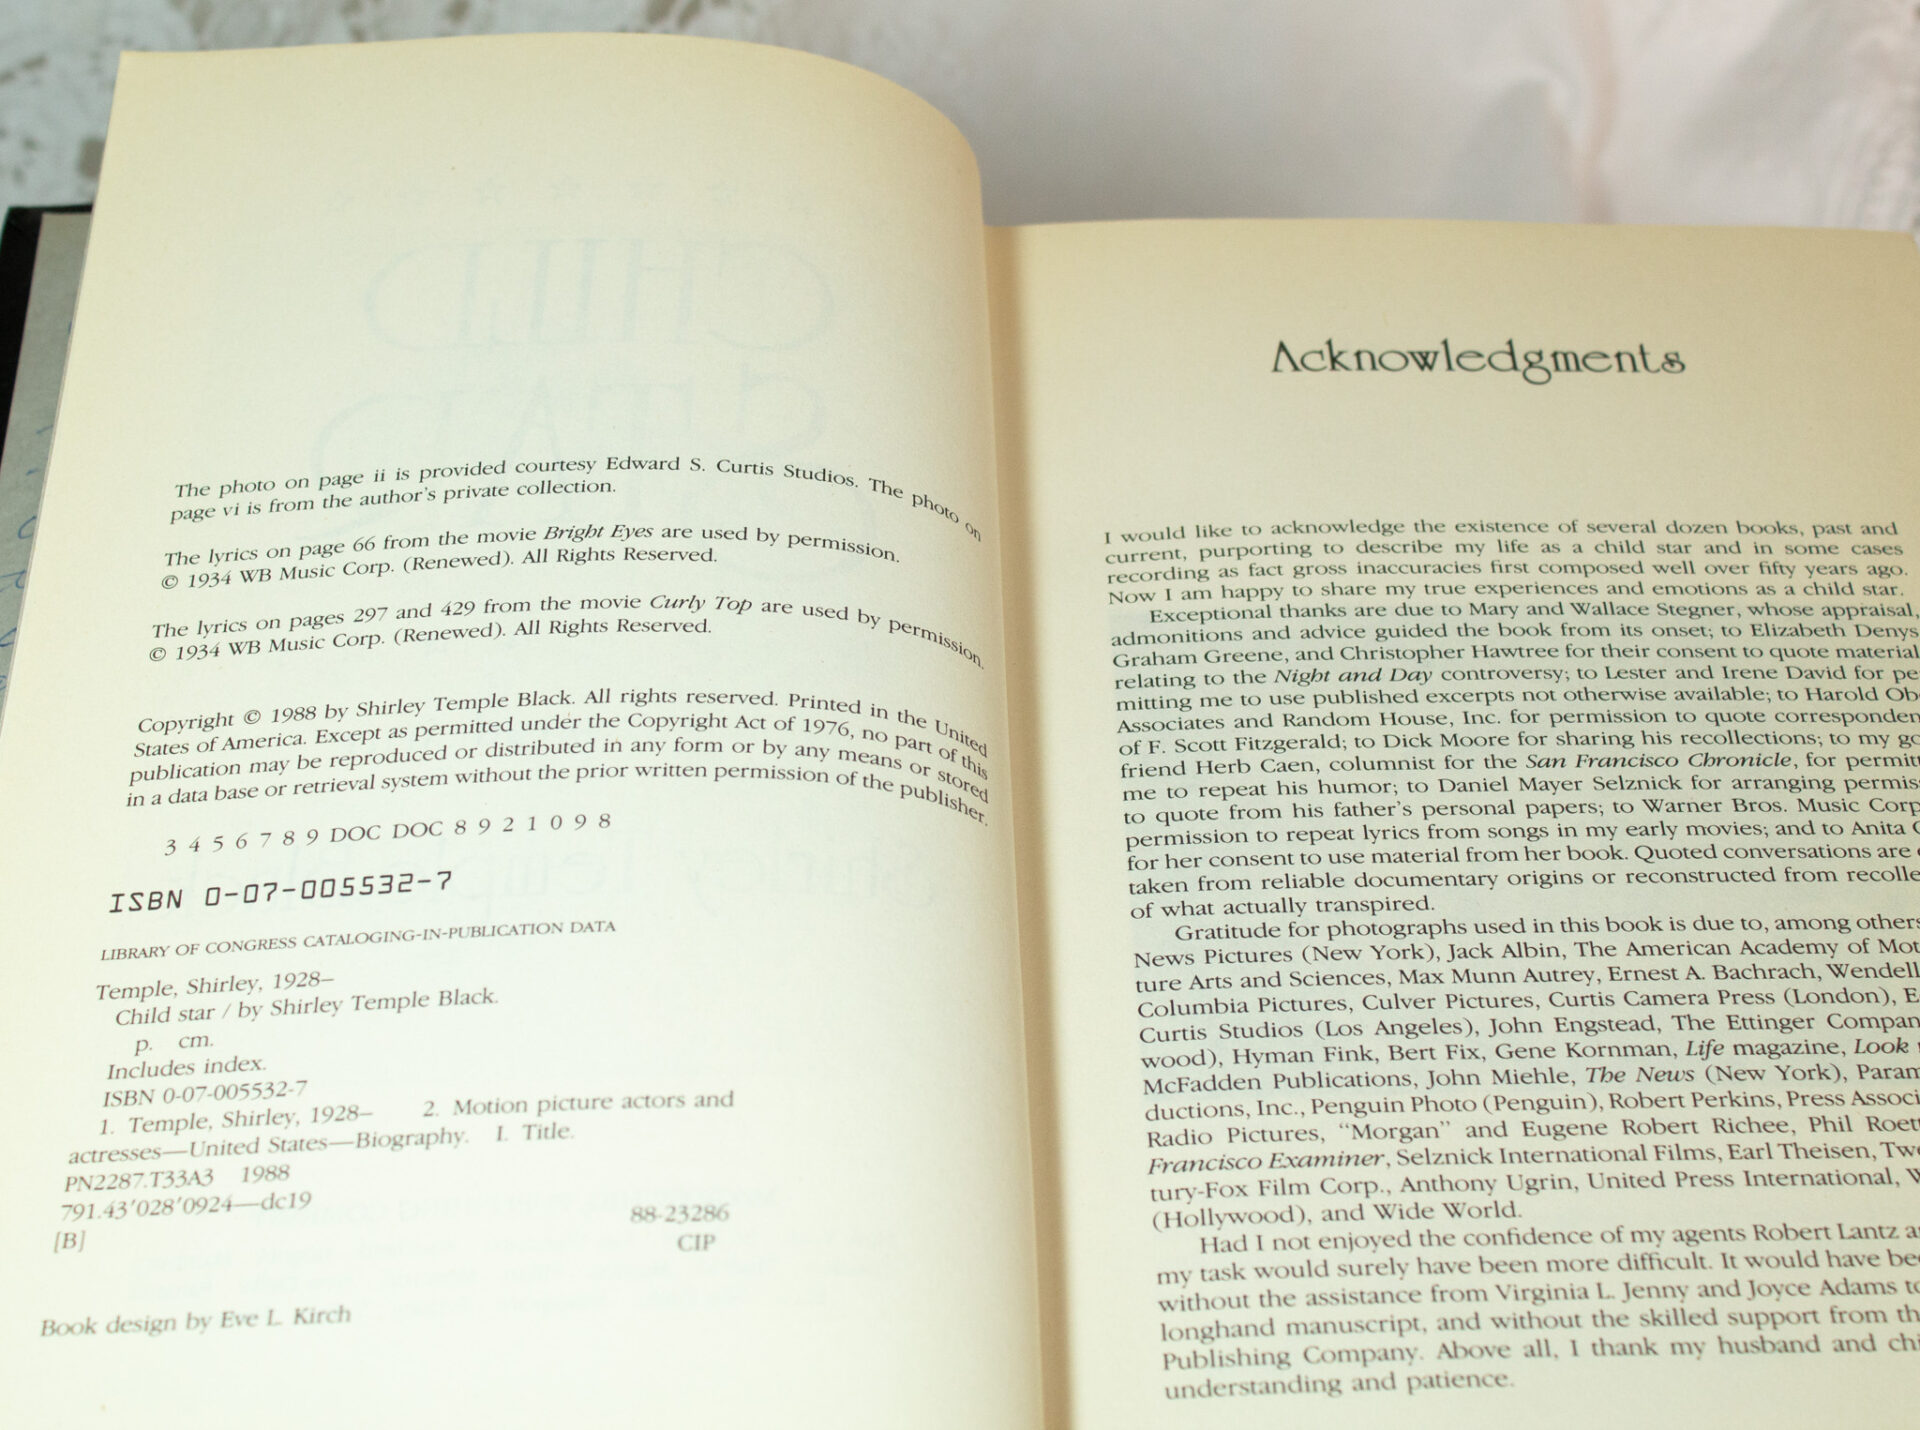 The photo on page ii is provided courtesy Edward S. Curtis Studios. The photo on
page vi is from the author's private collection.
The lyrics on page 66 from the movie Bright Eyes are used by permission.
© 1934 WB Music Corp. (Renewed). All Rights Reserved.
The lyrics on pages 297 and 429 from the movie Curly Top are used by permission.
© 1934 WB Music Corp. (Renewed). All Rights Reserved.
Copyright © 1988 by Shirley Temple Black. All rights reserved. Printed in the United
States of America. Except as permitted under the Copyright Act of 1976, no part of this
publication may be reproduced or distributed in any form or by any means or stored
in a data base or retrieval system without the prior written permission of the publisher.
3 4 5 6 7 8 9 DOC DOC 8 9 2 1 0 9 8
ISBN 0-07-005532-7
LIBRARY OF CONGRESS CATALOGING-IN-PUBLICATION DATA
Temple, Shirley, 1928–
Child star / by Shirley Temple Black.
p. cm.
Includes index.
ISBN 0-07-005532-7
1. Temple, Shirley, 1928– 2. Motion picture actors and
actresses—United States—Biography. I. Title.
PN2287.T33A3 1988
791.43'028'0924—dc19
[B]
88-23286
CIP
Book design by Eve L. Kirch
Acknowledgments
I would like to acknowledge the existence of several dozen books, past and
current, purporting to describe my life as a child star and in some cases
recording as fact gross inaccuracies first composed well over fifty years ago.
Now I am happy to share my true experiences and emotions as a child star.
Exceptional thanks are due to Mary and Wallace Stegner, whose appraisal,
admonitions and advice guided the book from its onset; to Elizabeth Denys
Graham Greene, and Christopher Hawtree for their consent to quote material
relating to the Night and Day controversy; to Lester and Irene David for pe
mitting me to use published excerpts not otherwise available; to Harold Ob
Associates and Random House, Inc. for permission to quote corresponden
of F. Scott Fitzgerald; to Dick Moore for sharing his recollections; to my go
friend Herb Caen, columnist for the San Francisco Chronicle, for permit
me to repeat his humor; to Daniel Mayer Selznick for arranging permis
to quote from his father's personal papers; to Warner Bros. Music Corp
permission to repeat lyrics from songs in my early movies; and to Anita
for her consent to use material from her book. Quoted conversations are
taken from reliable documentary origins or reconstructed from recolle
of what actually transpired.
Gratitude for photographs used in this book is due to, among others
News Pictures (New York), Jack Albin, The American Academy of Mot
ture Arts and Sciences, Max Munn Autrey, Ernest A. Bachrach, Wendell
Columbia Pictures, Culver Pictures, Curtis Camera Press (London), E
Curtis Studios (Los Angeles), John Engstead, The Ettinger Compan
wood), Hyman Fink, Bert Fix, Gene Kornman, Life magazine, Look
McFadden Publications, John Miehle, The News (New York), Param
ductions, Inc., Penguin Photo (Penguin), Robert Perkins, Press Associ
Radio Pictures, "Morgan" and Eugene Robert Richee, Phil Roet
Francisco Examiner, Selznick International Films, Earl Theisen, Twe
tury-Fox Film Corp., Anthony Ugrin, United Press International, W
(Hollywood), and Wide World.
Had I not enjoyed the confidence of my agents Robert Lantz a
my task would surely have been more difficult. It would have bee
without the assistance from Virginia L. Jenny and Joyce Adams to
longhand manuscript, and without the skilled support from th
Publishing Company. Above all, I thank my husband and chi
understanding and patience.